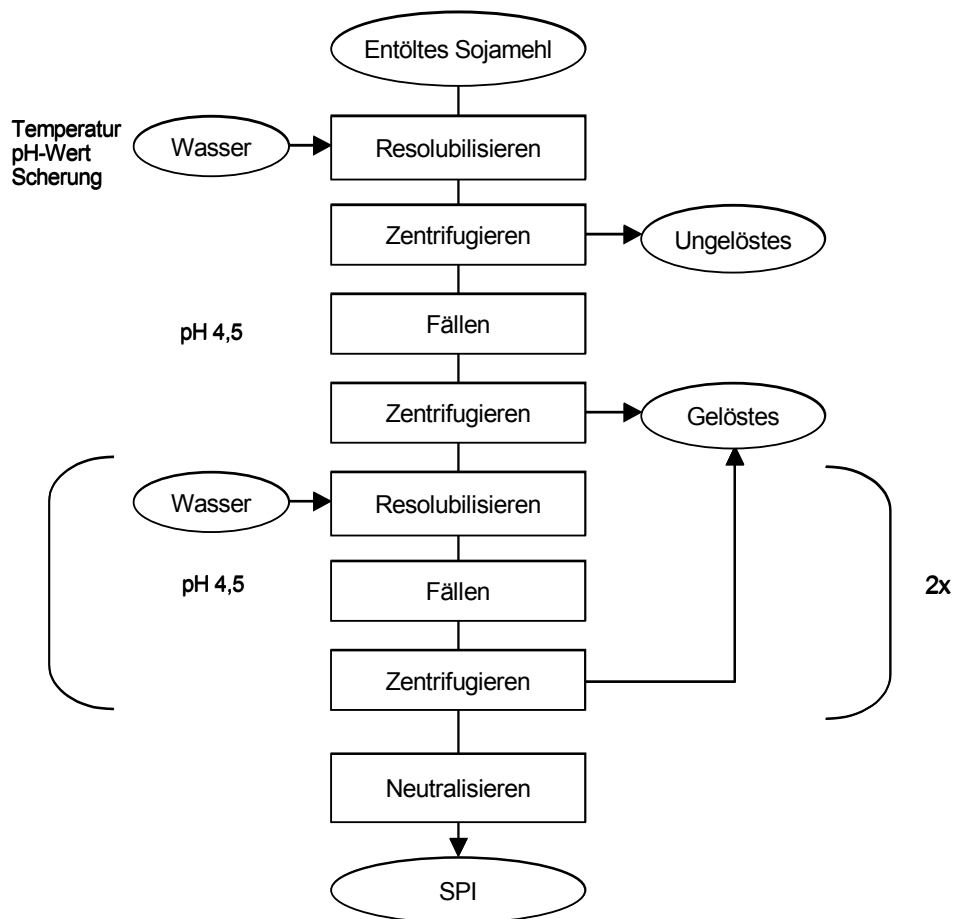 Entöltes Sojamehl
Temperatur
pH-Wert
Scherung
Wasser
Resolubilisieren
Zentrifugieren
Ungelöstes
Fällen
pH 4,5
Zentrifugieren
Gelöstes
Wasser
Resolubilisieren
pH 4,5
Fällen
2x
Zentrifugieren
Neutralisieren
SPI